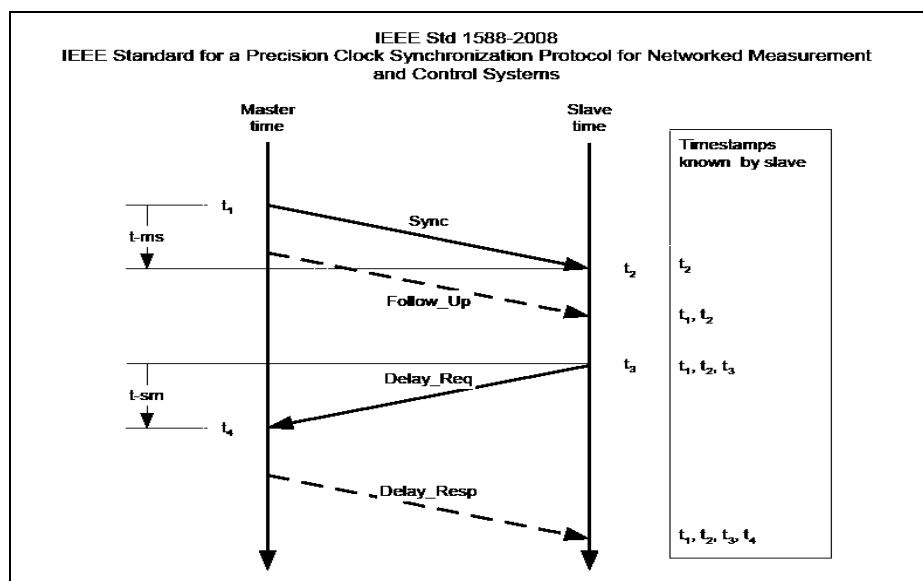 IEEE Std 1588-2008
IEEE Standard for a Precision Clock Synchronization Protocol for Networked Measurement
and Control Systems
Master
time
Slave
time
Timestamps
known by slave
t₁
Sync
t-ms
t₂
t₂
Follow_Up
t₁, t₂
t₃
t₁, t₂, t₃
Delay_Req
t-sm
t₄
Delay_Resp
t₁, t₂, t₃, t₄